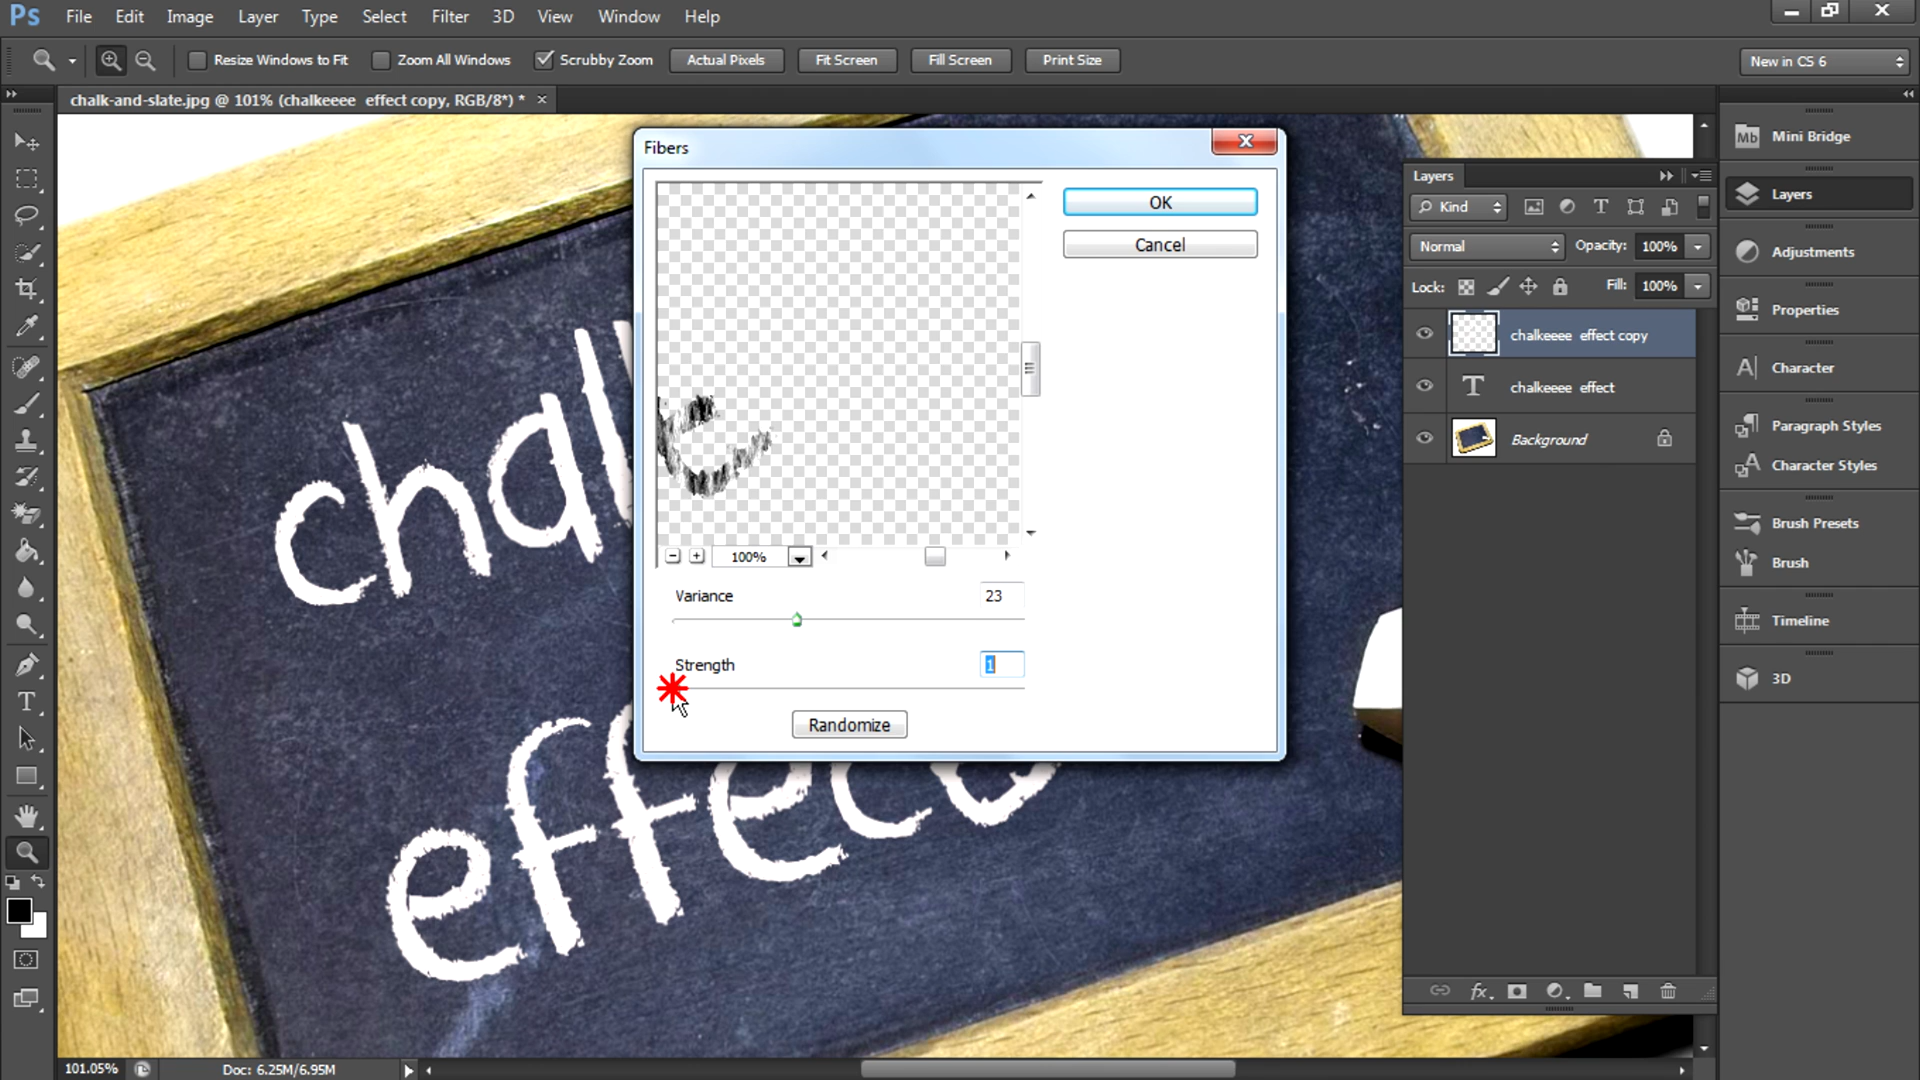 Ps File Edit Image Layer Type Select Filter 3D View Window Help
Resize Windows to Fit Zoom All Windows Scrubby Zoom Actual Pixels Fit Screen Fill Screen Print Size New in CS 6
chalk-and-slate.jpg @ 101% (chalkeeee effect copy, RGB/8*) *
Fibers
OK
Cancel
100%
Variance 23
Strength 1
Randomize
Layers
Kind
Normal Opacity: 100%
Lock: Fill: 100%
chalkeeee effect copy
T chalkeeee effect
Background
Mb Mini Bridge
Layers
Adjustments
Properties
Character
Paragraph Styles
Character Styles
Brush Presets
Brush
Timeline
3D
effec
fx
101.05% Doc: 6.25M/6.95M